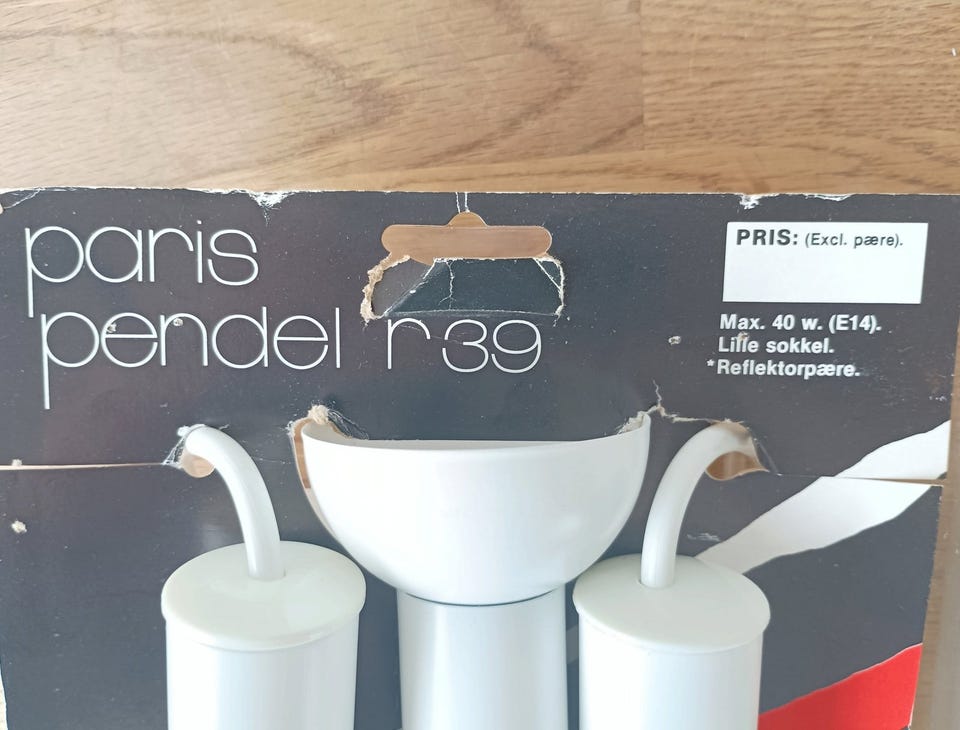 paris
pendel r39
PRIS: (Excl. pære).
Max. 40 w. (E14).
Lille sokkel.
*Reflektorpære.